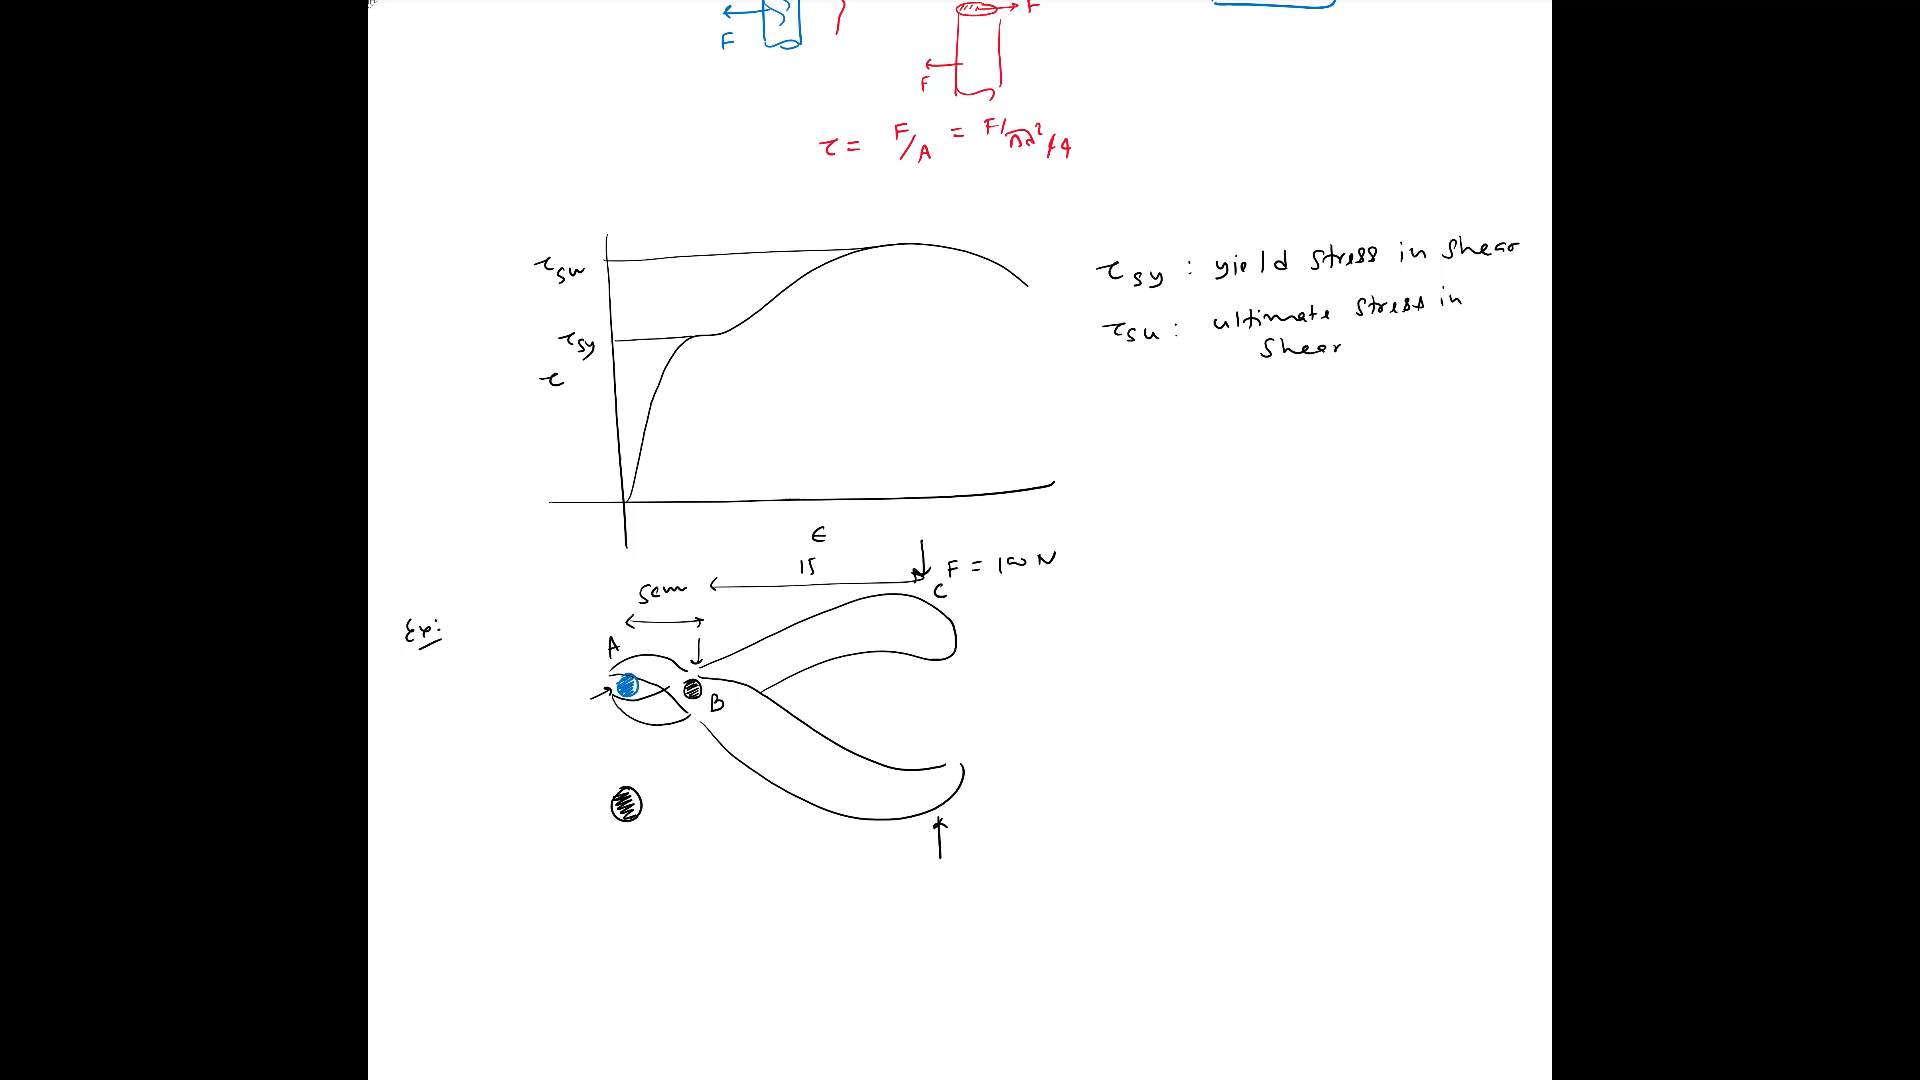 F
F
F
τ = F/A = F/πd²/4
τsu
τsy
τ
ϵ
τsy : yield stress in shear
τsu : ultimate stress in
shear
Ex:
5cm
15
F = 100 N
C
A
B